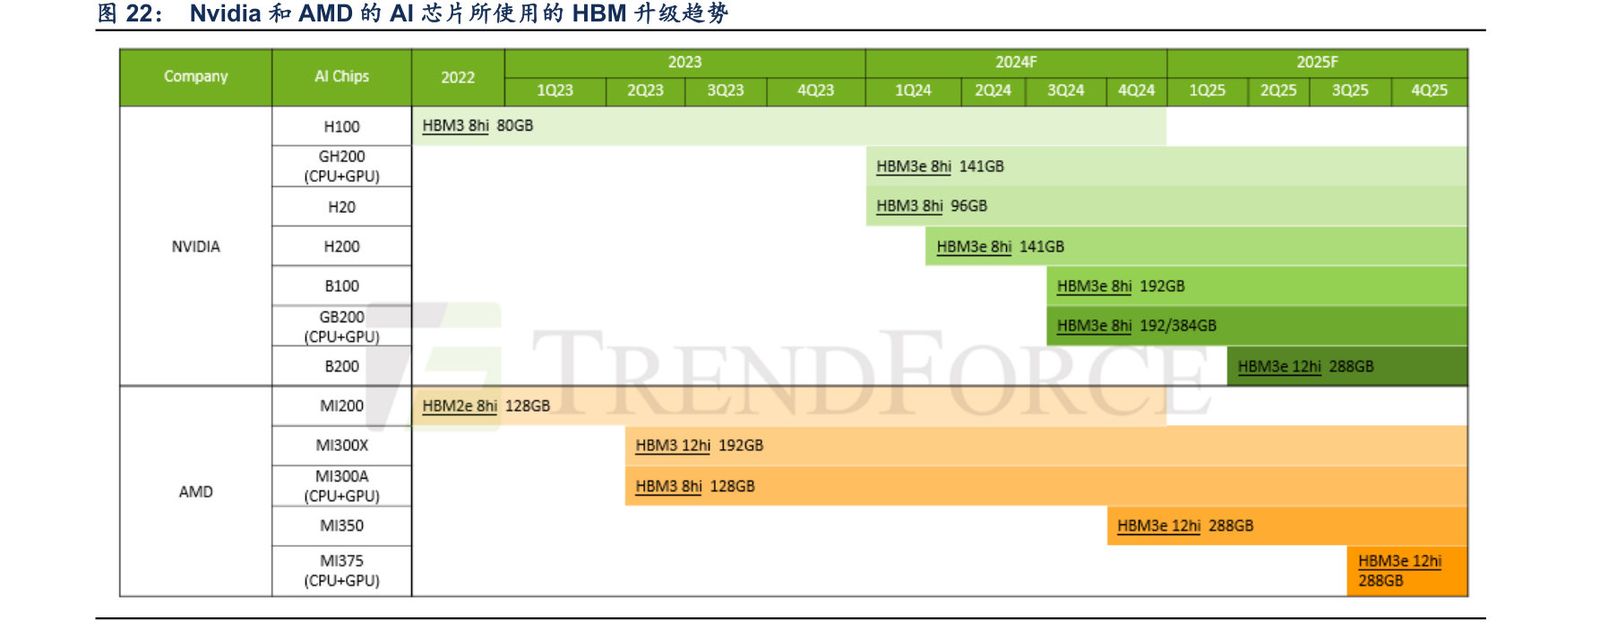 图 22： Nvidia 和 AMD 的 AI 芯片所使用的 HBM 升级趋势
Company AI Chips 2022 2023 2024F 2025F
1Q23 2Q23 3Q23 4Q23 1Q24 2Q24 3Q24 4Q24 1Q25 2Q25 3Q25 4Q25
NVIDIA
H100 HBM3 8hi 80GB
GH200
(CPU+GPU)
HBM3e 8hi 141GB
H20 HBM3 8hi 96GB
H200 HBM3e 8hi 141GB
B100 HBM3e 8hi 192GB
GB200
(CPU+GPU)
HBM3e 8hi 192/384GB
B200 HBM3e 12hi 288GB
TRENDFORCE
AMD
MI200 HBM2e 8hi 128GB
MI300X HBM3 12hi 192GB
MI300A
(CPU+GPU)
HBM3 8hi 128GB
MI350 HBM3e 12hi 288GB
MI375
(CPU+GPU)
HBM3e 12hi
288GB